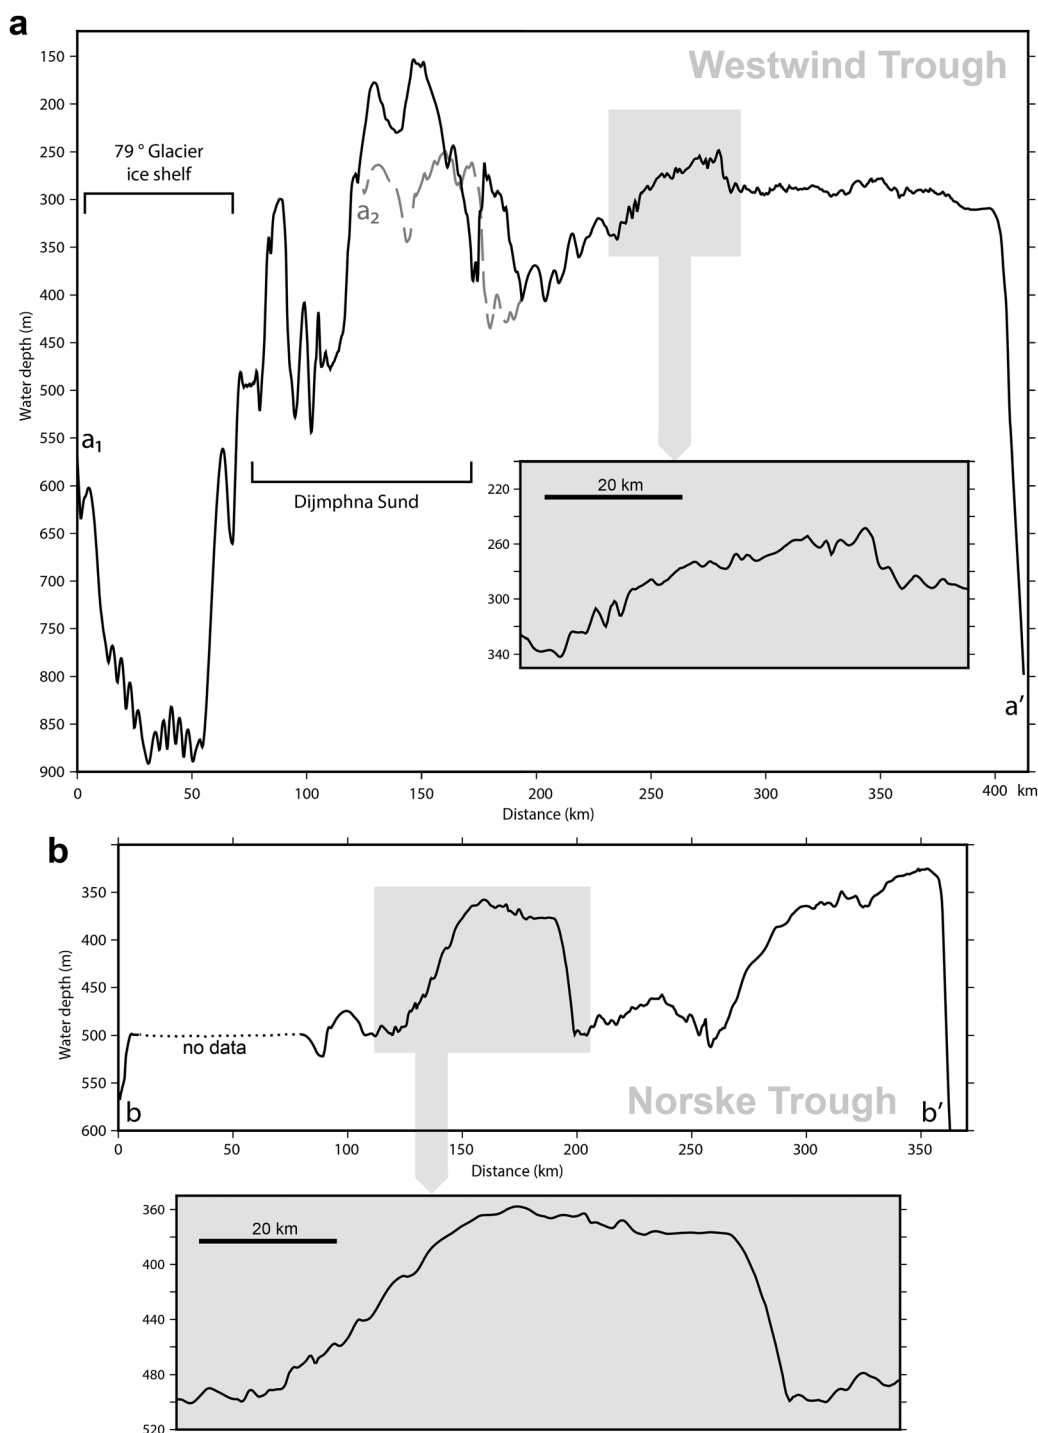 a
Westwind Trough
150
200
250
300
350
400
450
500
550
600
650
700
750
800
850
900
Water depth (m)
79 ° Glacier
ice shelf
a2
a1
Dijmphna Sund
20 km
220
260
300
340
a’
0
50
100
150
200
250
300
350
400 km
Distance (km)
b
350
400
450
500
550
600
Water depth (m)
no data
Norske Trough
b
b’
0
50
100
150
200
250
300
350
Distance (km)
360
400
440
480
520
20 km